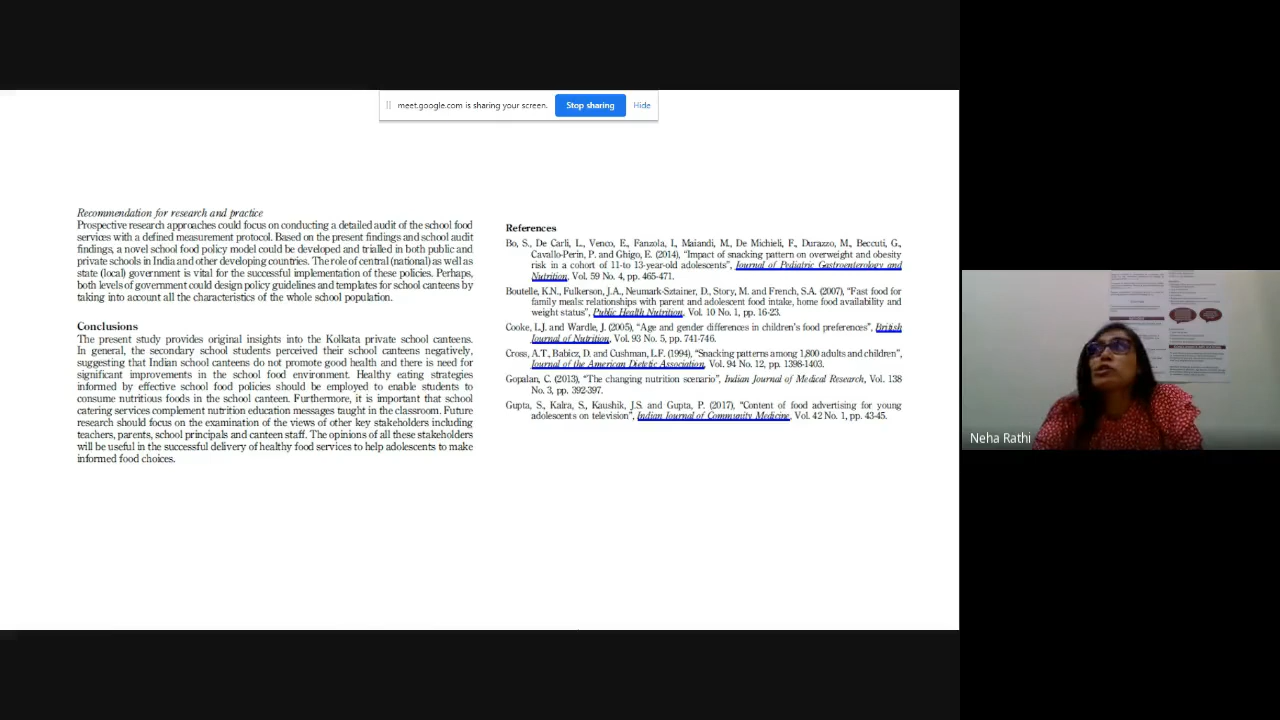 meet.google.com is sharing your screen.
Stop sharing
Hide
Recommendation for research and practice
Prospective research approaches could focus on conducting a detailed audit of the school food
services with a defined measurement protocol. Based on the present findings and school audit
findings, a novel school food policy model could be developed and trialled in both public and
private schools in India and other developing countries. The role of central (national) as well as
state (local) government is vital for the successful implementation of these policies. Perhaps,
both levels of government could design policy guidelines and templates for school canteens by
taking into account all the characteristics of the whole school population.
Conclusions
The present study provides original insights into the Kolkata private school canteens.
In general, the secondary school students perceived their school canteens negatively,
suggesting that Indian school canteens do not promote good health and there is need for
significant improvements in the school food environment. Healthy eating strategies
informed by effective school food policies should be employed to enable students to
consume nutritious foods in the school canteen. Furthermore, it is important that school
catering services complement nutrition education messages taught in the classroom. Future
research should focus on the examination of the views of other key stakeholders including
teachers, parents, school principals and canteen staff. The opinions of all these stakeholders
will be useful in the successful delivery of healthy food services to help adolescents to make
informed food choices.
References
Bo, S., De Carli, L., Venco, E., Fanzola, I., Maiandi, M., De Michieli, F., Durazzo, M., Beccuti, G.,
Cavallo-Perin, P. and Ghigo, E. (2014), “Impact of snacking pattern on overweight and obesity
risk in a cohort of 11-to 13-year-old adolescents”, Journal of Pediatric Gastroenterology and
Nutrition, Vol. 59 No. 4, pp. 465-471.
Boutelle, K.N., Fulkerson, J.A., Neumark-Sztainer, D., Story, M. and French, S.A. (2007), “Fast food for
family meals: relationships with parent and adolescent food intake, home food availability and
weight status”, Public Health Nutrition, Vol. 10 No. 1, pp. 16-23.
Cooke, L.J. and Wardle, J. (2005), “Age and gender differences in children’s food preferences”, British
Journal of Nutrition, Vol. 93 No. 5, pp. 741-746.
Cross, A.T., Babicz, D. and Cushman, L.F. (1994), “Snacking patterns among 1,800 adults and children”,
Journal of the American Dietetic Association, Vol. 94 No. 12, pp. 1398-1403.
Gopalan, C. (2013), “The changing nutrition scenario”, Indian Journal of Medical Research, Vol. 138
No. 3, pp. 392-397.
Gupta, S., Kalra, S., Kaushik, J.S. and Gupta, P. (2017), “Content of food advertising for young
adolescents on television”, Indian Journal of Community Medicine, Vol. 42 No. 1, pp. 43-45.
Neha Rathi